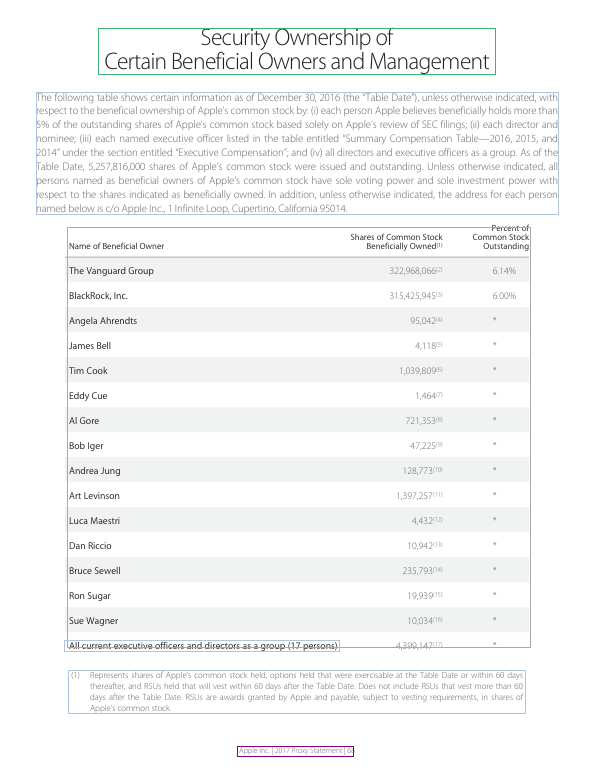 Security Ownership of
Certain Beneficial Owners and Management
The following table shows certain information as of December 30, 2016 (the “Table Date”), unless otherwise indicated, with
respect to the beneficial ownership of Apple’s common stock by: (i) each person Apple believes beneficially holds more than
5% of the outstanding shares of Apple’s common stock based solely on Apple’s review of SEC filings; (ii) each director and
nominee; (iii) each named executive officer listed in the table entitled “Summary Compensation Table—2016, 2015, and
2014” under the section entitled “Executive Compensation”; and (iv) all directors and executive officers as a group. As of the
Table Date, 5,257,816,000 shares of Apple’s common stock were issued and outstanding. Unless otherwise indicated, all
persons named as beneficial owners of Apple’s common stock have sole voting power and sole investment power with
respect to the shares indicated as beneficially owned. In addition, unless otherwise indicated, the address for each person
named below is c/o Apple Inc., 1 Infinite Loop, Cupertino, California 95014.
Name of Beneficial Owner Shares of Common Stock Beneficially Owned(1) Percent of Common Stock Outstanding
The Vanguard Group 322,968,066(2) 6.14%
BlackRock, Inc. 315,425,945(3) 6.00%
Angela Ahrendts 95,042(4) *
James Bell 4,118(5) *
Tim Cook 1,039,809(6) *
Eddy Cue 1,464(7) *
Al Gore 721,353(8) *
Bob Iger 47,225(9) *
Andrea Jung 128,773(10) *
Art Levinson 1,397,257(11) *
Luca Maestri 4,432(12) *
Dan Riccio 10,942(13) *
Bruce Sewell 235,793(14) *
Ron Sugar 19,939(15) *
Sue Wagner 10,034(16) *
All current executive officers and directors as a group (17 persons) 4,399,147(17) *
(1) Represents shares of Apple’s common stock held, options held that were exercisable at the Table Date or within 60 days
thereafter, and RSUs held that will vest within 60 days after the Table Date. Does not include RSUs that vest more than 60
days after the Table Date. RSUs are awards granted by Apple and payable, subject to vesting requirements, in shares of
Apple’s common stock.
Apple Inc. | 2017 Proxy Statement |